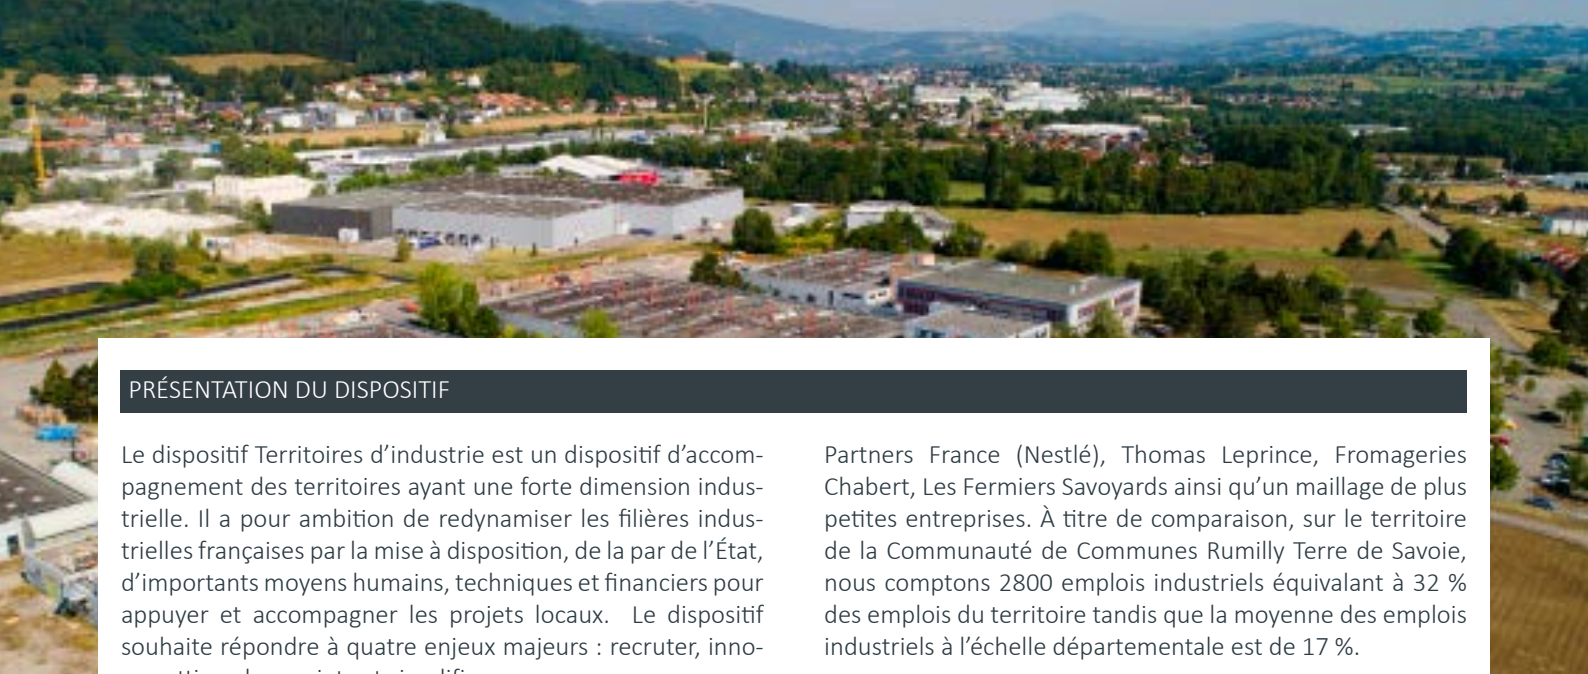 PRÉSENTATION DU DISPOSITIF
Le dispositif Territoires d’industrie est un dispositif d’accom-
pagnement des territoires ayant une forte dimension indus-
trielle. Il a pour ambition de redynamiser les filières indus-
trielles françaises par la mise à disposition, de la par de l’État,
d’importants moyens humains, techniques et financiers pour
appuyer et accompagner les projets locaux. Le dispositif
souhaite répondre à quatre enjeux majeurs : recruter, inno-
Partners France (Nestlé), Thomas Leprince, Fromageries
Chabert, Les Fermiers Savoyards ainsi qu’un maillage de plus
petites entreprises. À titre de comparaison, sur le territoire
de la Communauté de Communes Rumilly Terre de Savoie,
nous comptons 2800 emplois industriels équivalant à 32 %
des emplois du territoire tandis que la moyenne des emplois
industriels à l’échelle départementale est de 17 %.